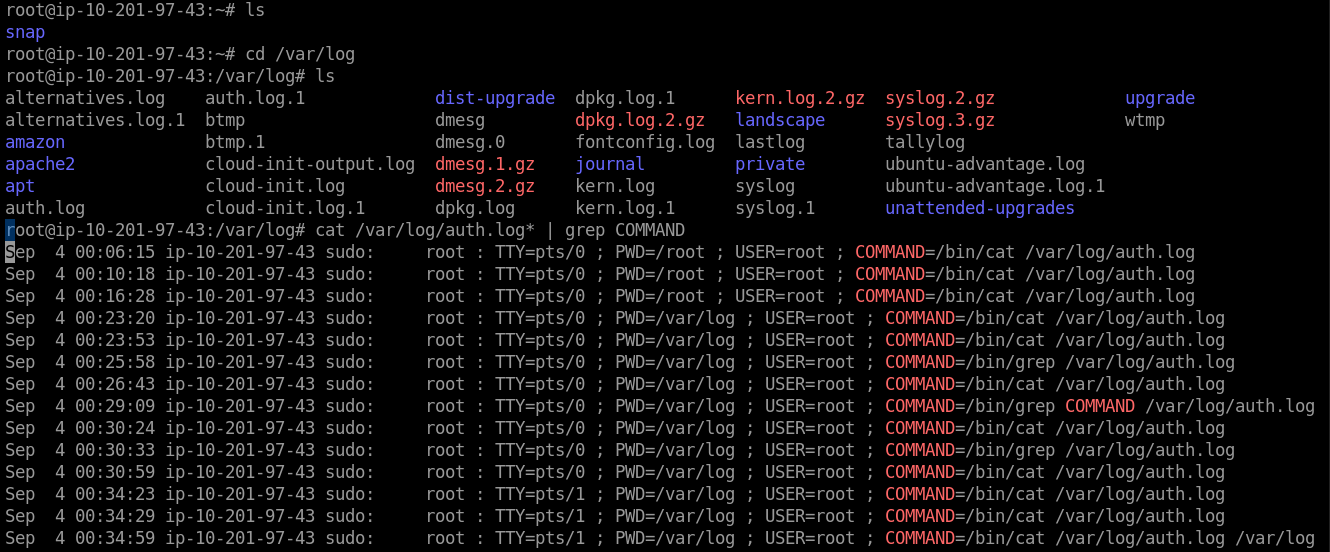 root@ip-10-201-97-43:~# ls
snap
root@ip-10-201-97-43:~# cd /var/log
root@ip-10-201-97-43:/var/log# ls
alternatives.log    auth.log.1             dist-upgrade  dpkg.log.1      kern.log.2.gz  syslog.2.gz             upgrade
alternatives.log.1  btmp                   dmesg         dpkg.log.2.gz   landscape      syslog.3.gz             wtmp
amazon              btmp.1                 dmesg.0       fontconfig.log  lastlog        tallylog
apache2             cloud-init-output.log  dmesg.1.gz    journal         private        ubuntu-advantage.log
apt                 cloud-init.log         dmesg.2.gz    kern.log        syslog         ubuntu-advantage.log.1
auth.log            cloud-init.log.1       dpkg.log      kern.log.1      syslog.1       unattended-upgrades
root@ip-10-201-97-43:/var/log# cat /var/log/auth.log* | grep COMMAND
Sep  4 00:06:15 ip-10-201-97-43 sudo:     root : TTY=pts/0 ; PWD=/root ; USER=root ; COMMAND=/bin/cat /var/log/auth.log
Sep  4 00:10:18 ip-10-201-97-43 sudo:     root : TTY=pts/0 ; PWD=/root ; USER=root ; COMMAND=/bin/cat /var/log/auth.log
Sep  4 00:16:28 ip-10-201-97-43 sudo:     root : TTY=pts/0 ; PWD=/root ; USER=root ; COMMAND=/bin/cat /var/log/auth.log
Sep  4 00:23:20 ip-10-201-97-43 sudo:     root : TTY=pts/0 ; PWD=/var/log ; USER=root ; COMMAND=/bin/cat /var/log/auth.log
Sep  4 00:23:53 ip-10-201-97-43 sudo:     root : TTY=pts/0 ; PWD=/var/log ; USER=root ; COMMAND=/bin/cat /var/log/auth.log
Sep  4 00:25:58 ip-10-201-97-43 sudo:     root : TTY=pts/0 ; PWD=/var/log ; USER=root ; COMMAND=/bin/grep /var/log/auth.log
Sep  4 00:26:43 ip-10-201-97-43 sudo:     root : TTY=pts/0 ; PWD=/var/log ; USER=root ; COMMAND=/bin/cat /var/log/auth.log
Sep  4 00:29:09 ip-10-201-97-43 sudo:     root : TTY=pts/0 ; PWD=/var/log ; USER=root ; COMMAND=/bin/grep COMMAND /var/log/auth.log
Sep  4 00:30:24 ip-10-201-97-43 sudo:     root : TTY=pts/0 ; PWD=/var/log ; USER=root ; COMMAND=/bin/cat /var/log/auth.log
Sep  4 00:30:33 ip-10-201-97-43 sudo:     root : TTY=pts/0 ; PWD=/var/log ; USER=root ; COMMAND=/bin/grep /var/log/auth.log
Sep  4 00:30:59 ip-10-201-97-43 sudo:     root : TTY=pts/0 ; PWD=/var/log ; USER=root ; COMMAND=/bin/cat /var/log/auth.log
Sep  4 00:34:23 ip-10-201-97-43 sudo:     root : TTY=pts/1 ; PWD=/var/log ; USER=root ; COMMAND=/bin/cat /var/log/auth.log
Sep  4 00:34:29 ip-10-201-97-43 sudo:     root : TTY=pts/1 ; PWD=/var/log ; USER=root ; COMMAND=/bin/cat /var/log/auth.log
Sep  4 00:34:59 ip-10-201-97-43 sudo:     root : TTY=pts/1 ; PWD=/var/log ; USER=root ; COMMAND=/bin/cat /var/log/auth.log /var/log